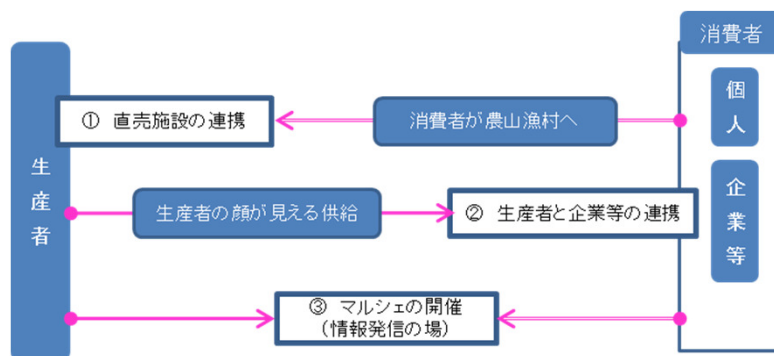 消費者
個人
① 直売施設の連携
消費者が農山漁村へ
生産者
企業等
生産者の顔が見える供給
② 生産者と企業等の連携
③ マルシェの開催
（情報発信の場）